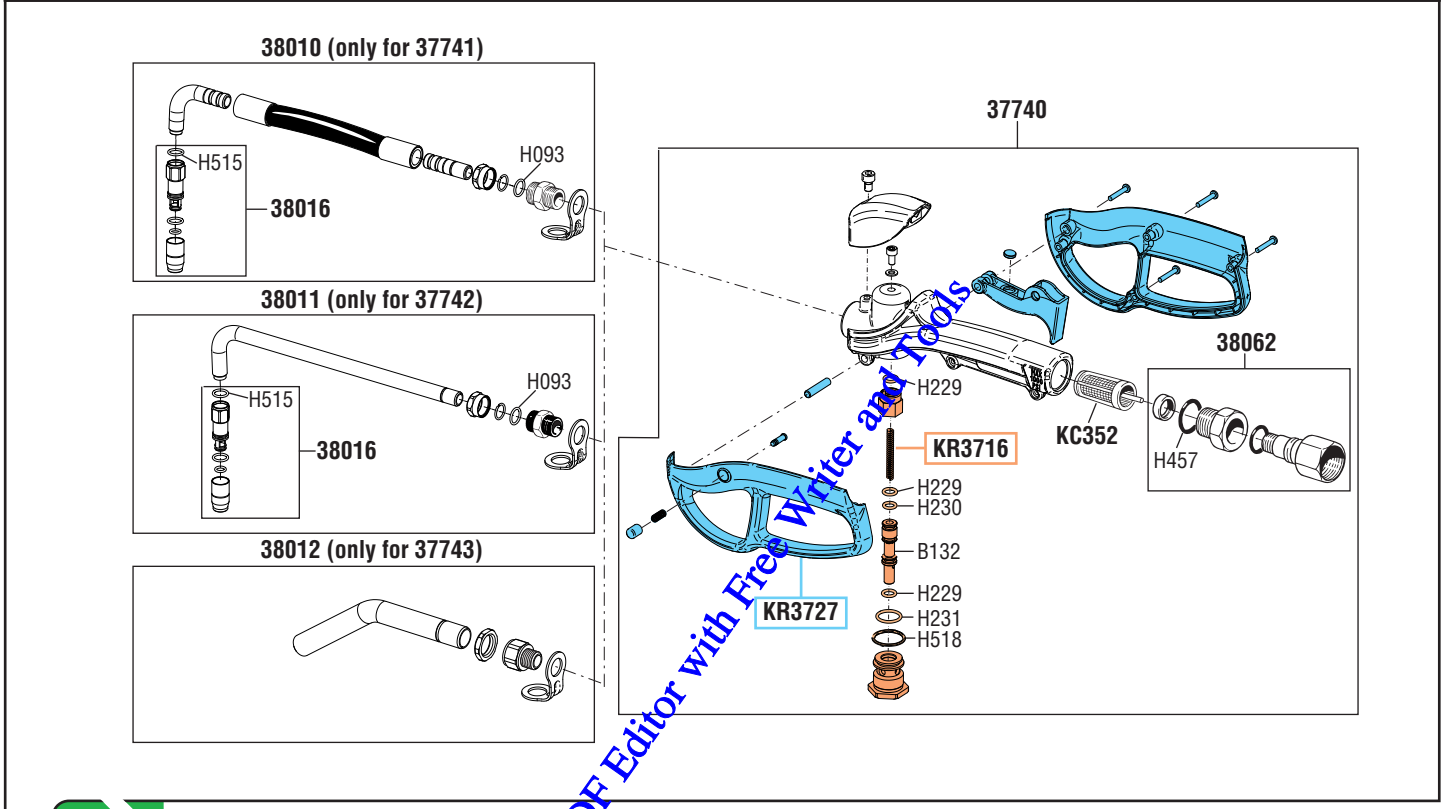 38010 (only for 37741)
H515
38016
H093
38011 (only for 37742)
H515
38016
H093
38012 (only for 37743)
37740
38062
H229
KC352
H457
KR3716
H229
H230
B132
H229
H231
H518
KR3727
PDF Editor with Free Writer and Tools